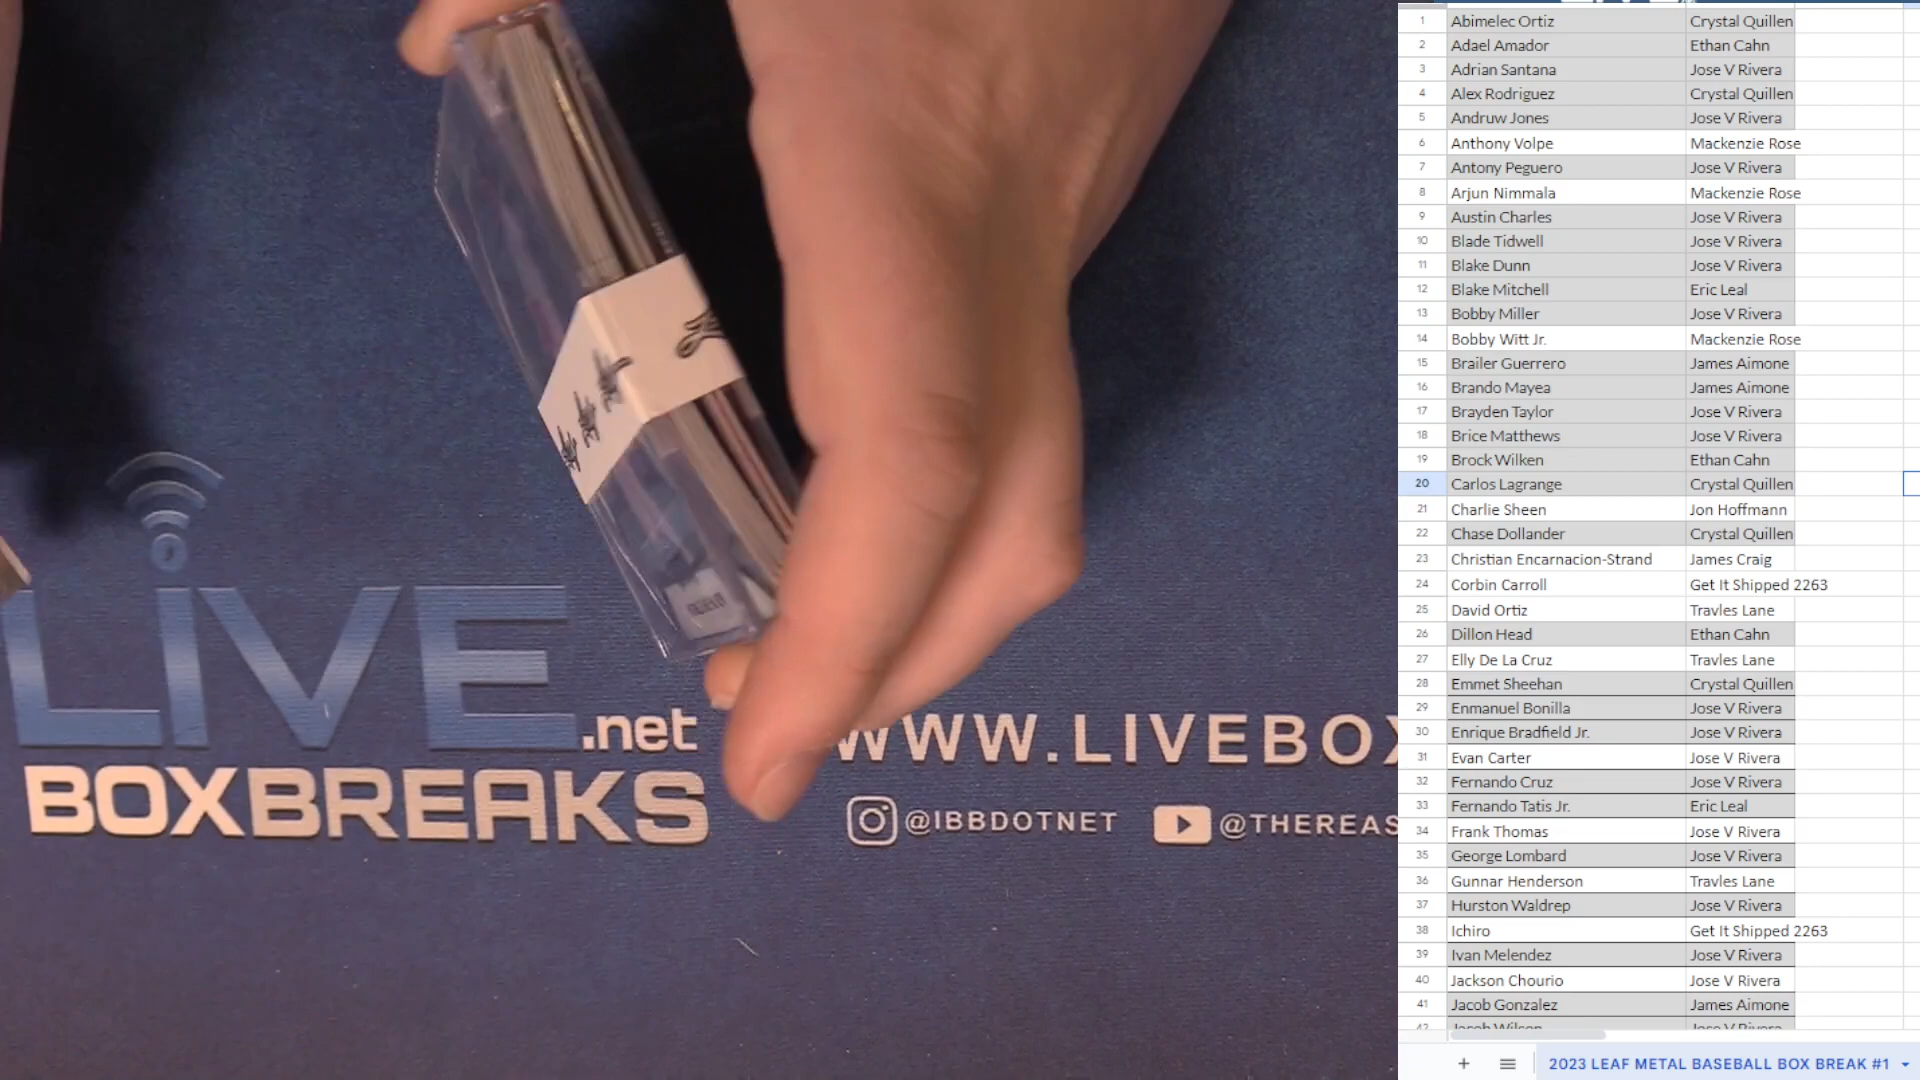 LIVE
.net
BOXBREAKS
WWW.LIVEBOX
@IBBDOTNET
@THEREAS
1 Abimelec Ortiz Crystal Quillen
2 Adael Amador Ethan Cahn
3 Adrian Santana Jose V Rivera
4 Alex Rodriguez Crystal Quillen
5 Andruw Jones Jose V Rivera
6 Anthony Volpe Mackenzie Rose
7 Antony Peguero Jose V Rivera
8 Arjun Nimmala Mackenzie Rose
9 Austin Charles Jose V Rivera
10 Blade Tidwell Jose V Rivera
11 Blake Dunn Jose V Rivera
12 Blake Mitchell Eric Leal
13 Bobby Miller Jose V Rivera
14 Bobby Witt Jr. Mackenzie Rose
15 Brailer Guerrero James Aimone
16 Brando Mayea James Aimone
17 Brayden Taylor Jose V Rivera
18 Brice Matthews Jose V Rivera
19 Brock Wilken Ethan Cahn
20 Carlos Lagrange Crystal Quillen
21 Charlie Sheen Jon Hoffmann
22 Chase Dollander Crystal Quillen
23 Christian Encarnacion-Strand James Craig
24 Corbin Carroll Get It Shipped 2263
25 David Ortiz Travles Lane
26 Dillon Head Ethan Cahn
27 Elly De La Cruz Travles Lane
28 Emmet Sheehan Crystal Quillen
29 Enmanuel Bonilla Jose V Rivera
30 Enrique Bradfield Jr. Jose V Rivera
31 Evan Carter Jose V Rivera
32 Fernando Cruz Jose V Rivera
33 Fernando Tatis Jr. Eric Leal
34 Frank Thomas Jose V Rivera
35 George Lombard Jose V Rivera
36 Gunnar Henderson Travles Lane
37 Hurston Waldrep Jose V Rivera
38 Ichiro Get It Shipped 2263
39 Ivan Melendez Jose V Rivera
40 Jackson Chourio Jose V Rivera
41 Jacob Gonzalez James Aimone
42 Jacob Wilson Jose V Rivera
2023 LEAF METAL BASEBALL BOX BREAK #1